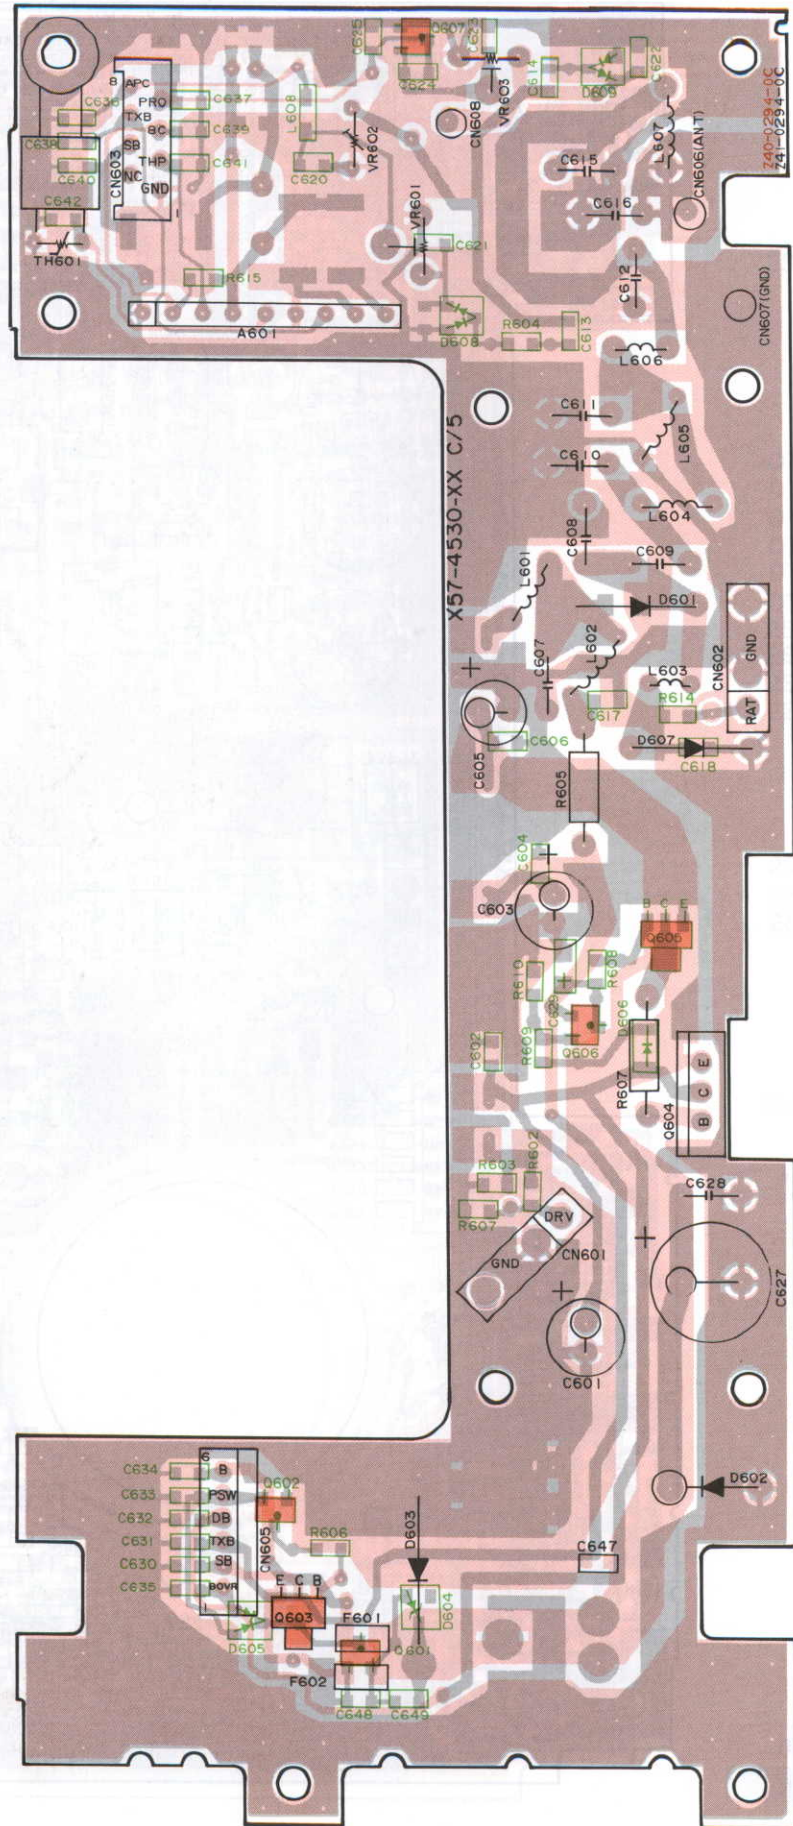 C625
Q607
C623
C624
8 APC
PRO
TXB
BC
SB
THP
NC
GND
1
CN603
C636
C638
C640
C642
C637
C639
C641
TH601
R615
A601
L608
C620
VR602
VR601
C621
CN608
VR603
C614
D609
C622
L607
CN606(ANT)
Z40-0294-0C
Z41-0294-0C
C615
C616
C612
CN607(GND)
D608
R604
C613
L606
C611
L605
C610
X57-4530-XX C/5
L604
C608
C609
L601
D601
L602
C607
GND
CN602
L603
R614
RAT
+
C605
C606
C617
D607
C618
R605
C604
+
C603
B C E
Q605
R610
C629
+
R608
D606
R609
Q606
C602
R607
E
C
B
Q604
R603
R602
R607
DRV
GND
CN601
C628
+
C627
+
C601
D602
6
C634
B
C633
PSW
C632
DB
C631
TXB
C630
SB
C635
BOVR
1
CN605
Q602
R606
D603
C647
E C B
Q603
F601
D605
Q601
D604
F602
C648
C649